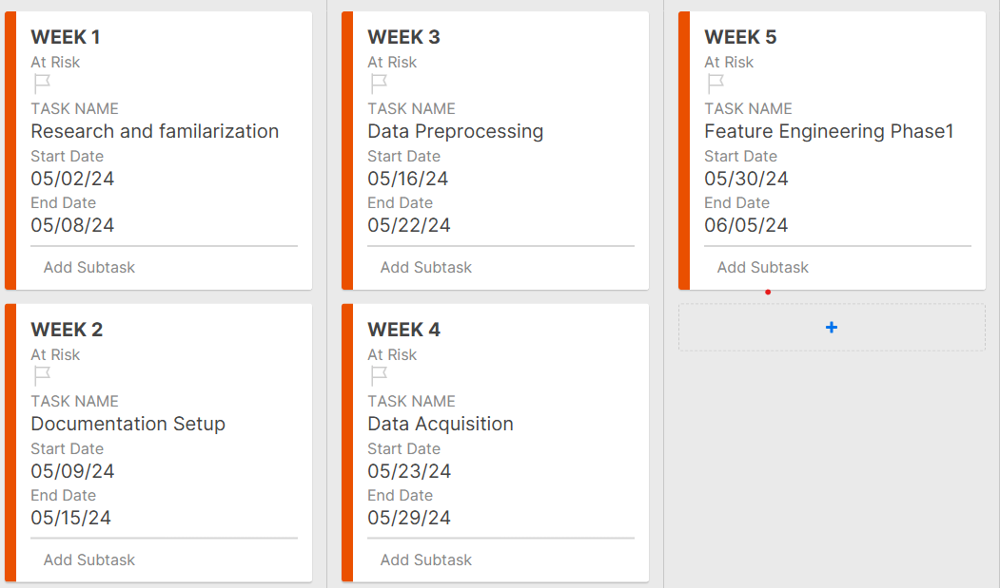 WEEK 1
At Risk
TASK NAME
Research and familarization
Start Date
05/02/24
End Date
05/08/24
Add Subtask
WEEK 2
At Risk
TASK NAME
Documentation Setup
Start Date
05/09/24
End Date
05/15/24
Add Subtask
WEEK 3
At Risk
TASK NAME
Data Preprocessing
Start Date
05/16/24
End Date
05/22/24
Add Subtask
WEEK 4
At Risk
TASK NAME
Data Acquisition
Start Date
05/23/24
End Date
05/29/24
Add Subtask
WEEK 5
At Risk
TASK NAME
Feature Engineering Phase1
Start Date
05/30/24
End Date
06/05/24
Add Subtask
+